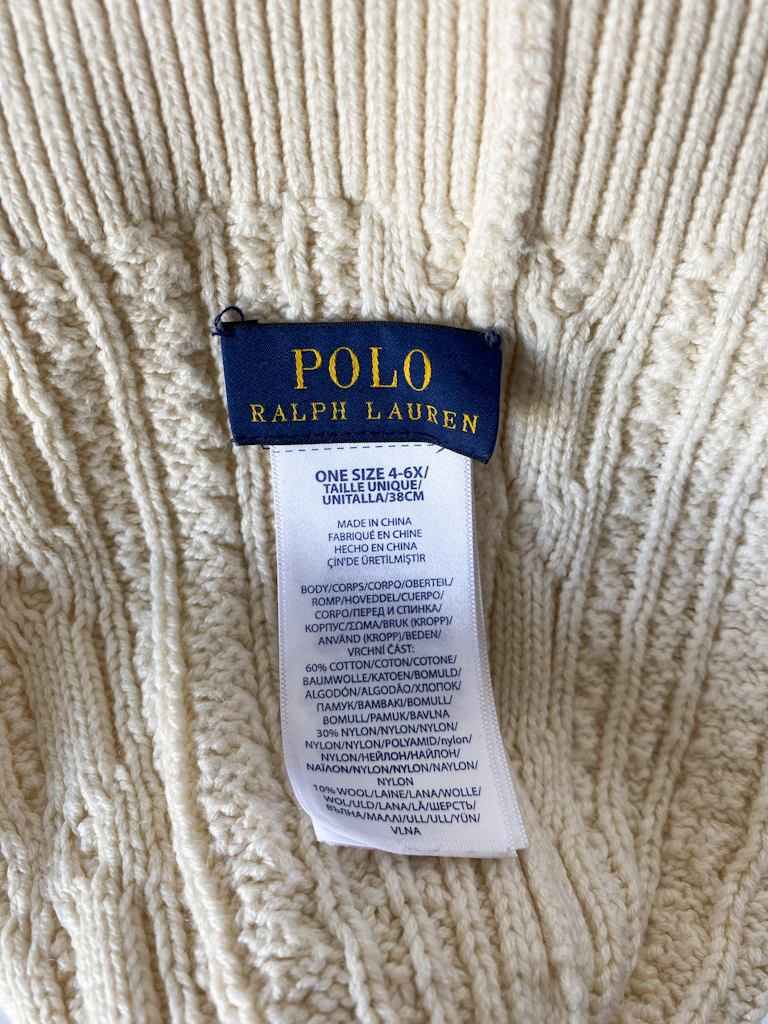 POLO
RALPH LAUREN
ONE SIZE 4-6X/
TAILLE UNIQUE/
UNITALLA/38CM
MADE IN CHINA
FABRIQUÉ EN CHINE
HECHO EN CHINA
ÇİN'DE ÜRETİLMİŞTİR
BODY/CORPS/CORPO/OBERTEIL/
ROMP/HOVEDDEL/CUERPO/
CORPO/ПЕРЕД И СПИНКА/
КОРПУС/ΣΩΜΑ/BRUK (KROPP)/
ANVÄND (KROPP)/BEDEN/
VRCHNÍ ČÁST:
60% COTTON/COTON/COTONE/
BAUMWOLLE/KATOEN/BOMULD/
ALGODÓN/ALGODÃO/ХЛОПОК/
ПАМУК/ΒΑΜΒΑΚΙ/BOMULL/
BOMULL/PAMUK/BAVLNA
30% NYLON/NYLON/NYLON/
NYLON/NYLON/POLYAMID/nylon/
NYLON/НЕЙЛОН/НАЙЛОН/
ΝΑΪΛΟΝ/NYLON/NYLON/NAYLON/
NYLON
10% WOOL/LAINE/LANA/WOLLE/
WOL/ULD/LANA/LÃ/ШЕРСТЬ/
ВЪЛНА/ΜΑΛΛΙ/ULL/ULL/YÜN/
VLNA